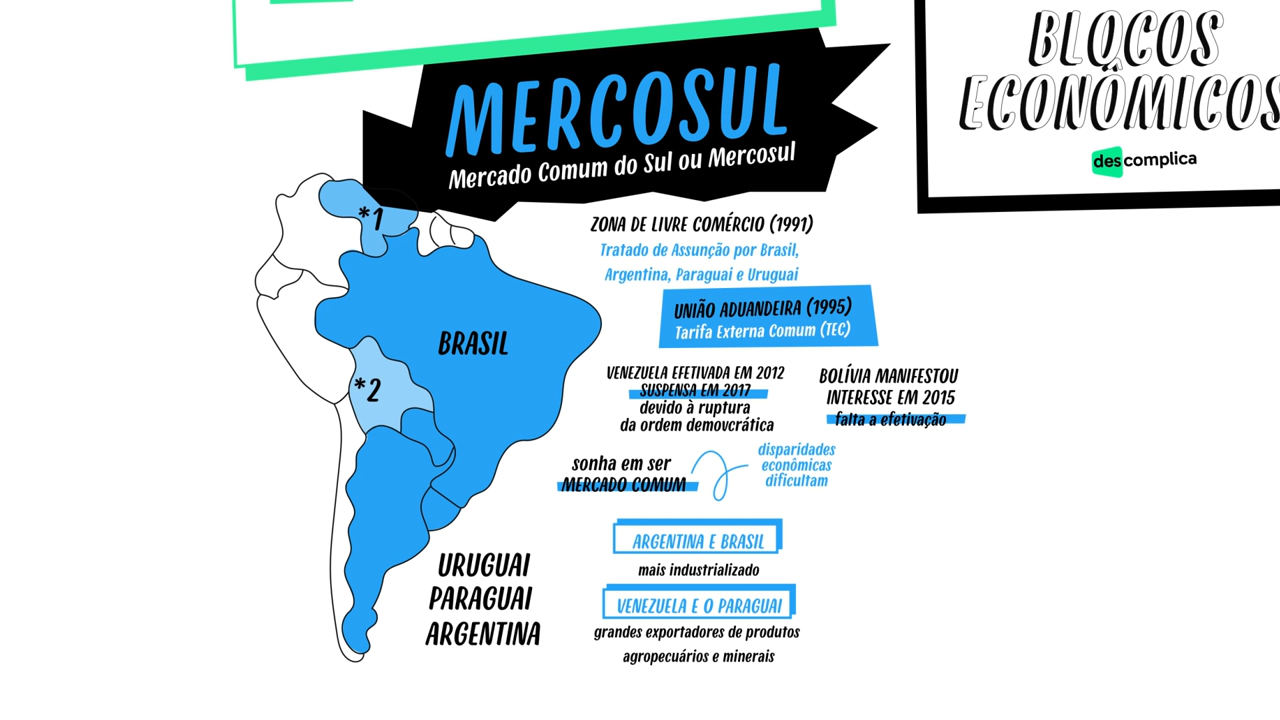 BLOCOS
ECONÔMICOS
descomplica
MERCOSUL
Mercado Comum do Sul ou Mercosul
*1
BRASIL
*2
URUGUAI
PARAGUAI
ARGENTINA
ZONA DE LIVRE COMÉRCIO (1991)
Tratado de Assunção por Brasil,
Argentina, Paraguai e Uruguai
UNIÃO ADUANDEIRA (1995)
Tarifa Externa Comum (TEC)
VENEZUELA EFETIVADA EM 2012
SUSPENSA EM 2017
devido à ruptura
da ordem demovcrática
BOLÍVIA MANIFESTOU
INTERESSE EM 2015
falta a efetivação
sonha em ser
MERCADO COMUM
disparidades
econômicas
dificultam
ARGENTINA E BRASIL
mais industrializado
VENEZUELA E O PARAGUAI
grandes exportadores de produtos
agropecuários e minerais